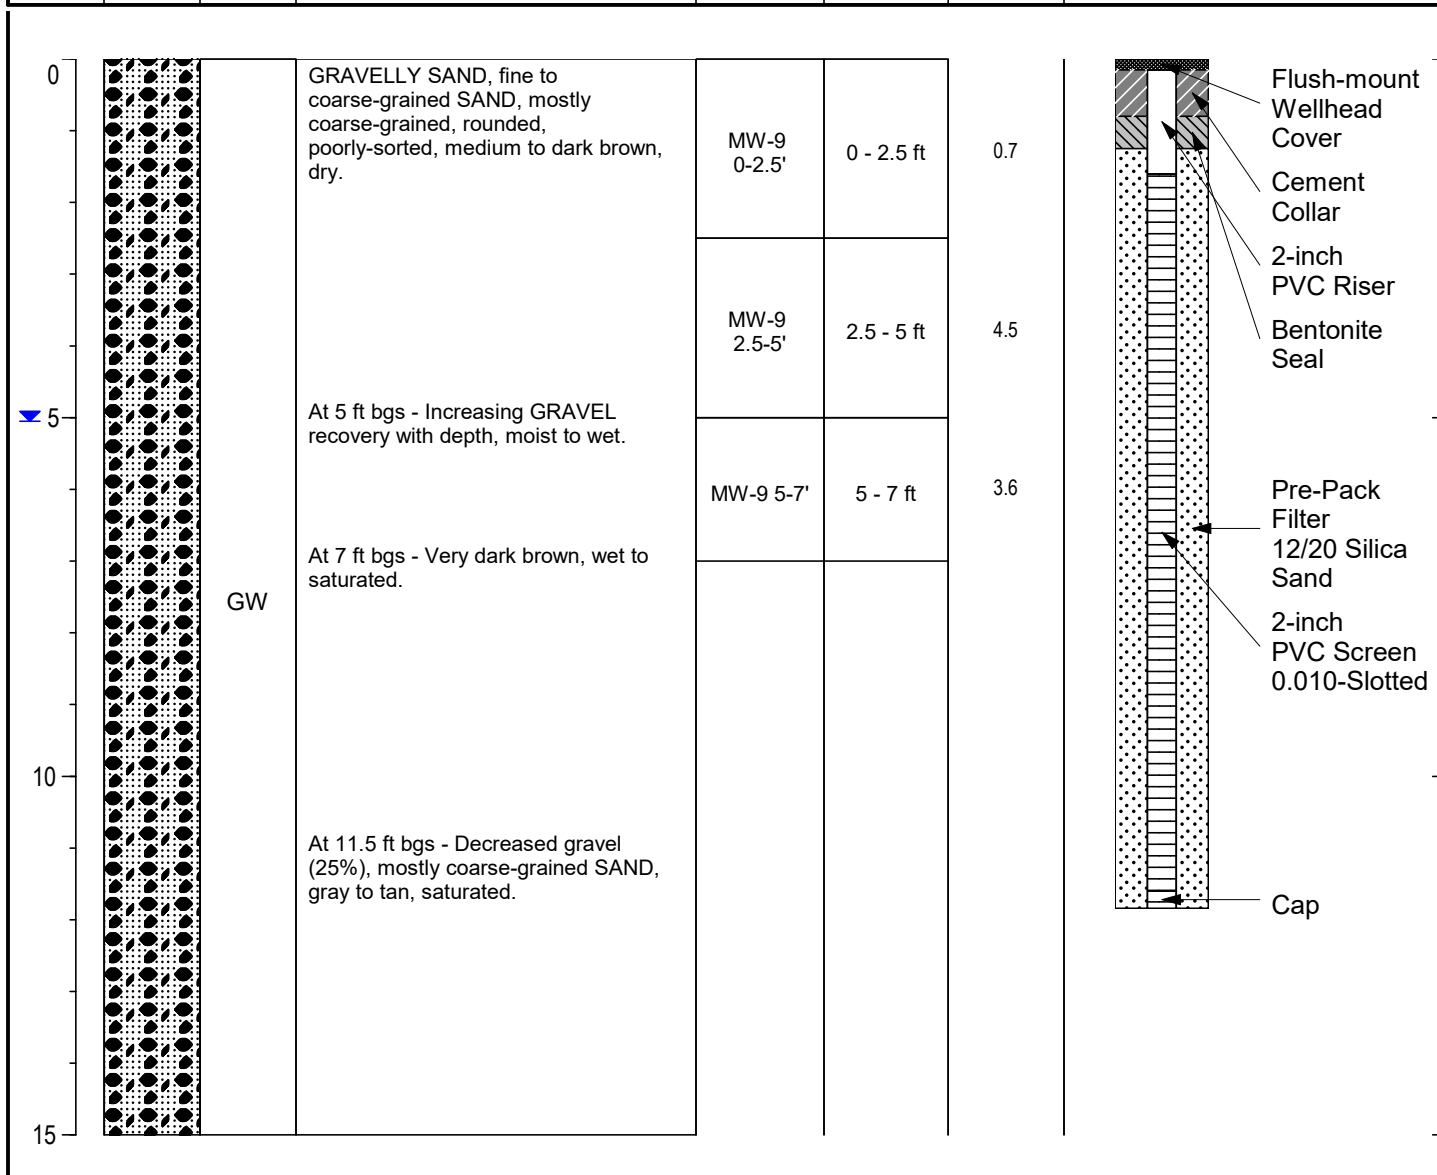 0
GRAVELLY SAND, fine to
coarse-grained SAND, mostly
coarse-grained, rounded,
poorly-sorted, medium to dark brown,
dry.
MW-9
0-2.5'
0 - 2.5 ft
0.7
Flush-mount
Wellhead
Cover
Cement
Collar
2-inch
PVC Riser
Bentonite
Seal
MW-9
2.5-5'
2.5 - 5 ft
4.5
5
At 5 ft bgs - Increasing GRAVEL
recovery with depth, moist to wet.
MW-9 5-7'
5 - 7 ft
3.6
Pre-Pack
Filter
12/20 Silica
Sand
At 7 ft bgs - Very dark brown, wet to
saturated.
GW
2-inch
PVC Screen
0.010-Slotted
10
At 11.5 ft bgs - Decreased gravel
(25%), mostly coarse-grained SAND,
gray to tan, saturated.
Cap
15